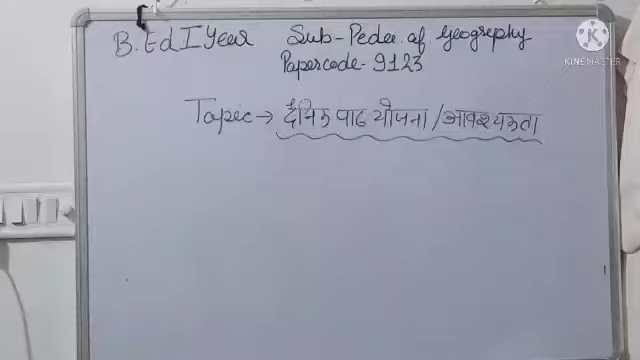 B. Ed I Year Sub- Peda. of Geography
Papercode- 9123
Topic → दैनिक पाठ योजना / आवश्यकता
KINEMASTER